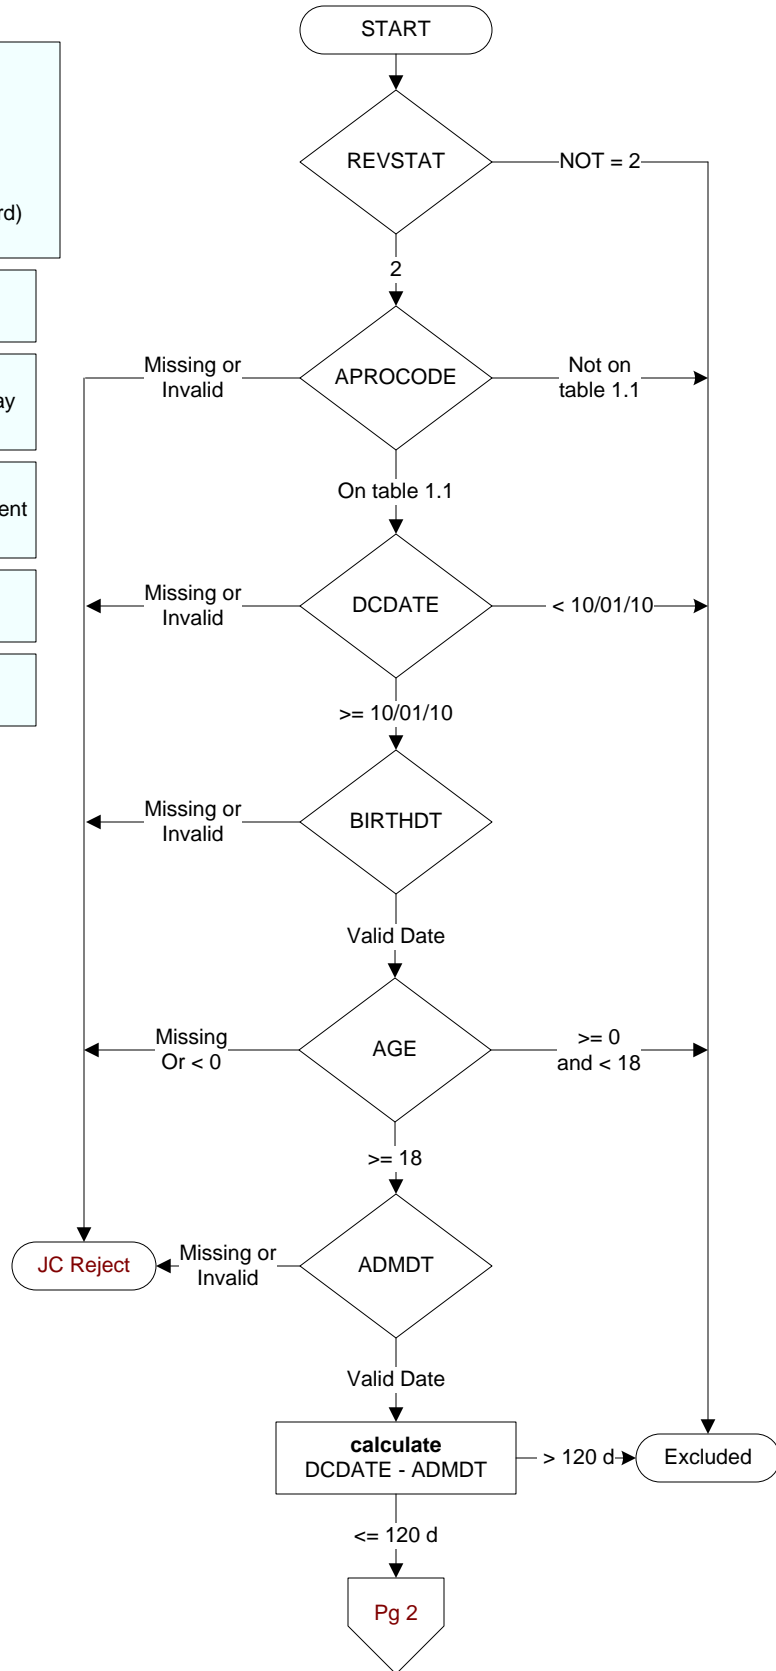 START
REVSTAT
NOT = 2
rd)
2
Missing or
Invalid
APROCODE
Not on
table 1.1
ay
On table 1.1
ent
Missing or
Invalid
DCDATE
< 10/01/10
>= 10/01/10
Missing or
Invalid
BIRTHDT
Valid Date
Missing
Or < 0
AGE
>= 0
and < 18
>= 18
JC Reject
Missing or
Invalid
ADMDT
Valid Date
calculate
DCDATE - ADMDT
> 120 d
Excluded
<= 120 d
Pg 2